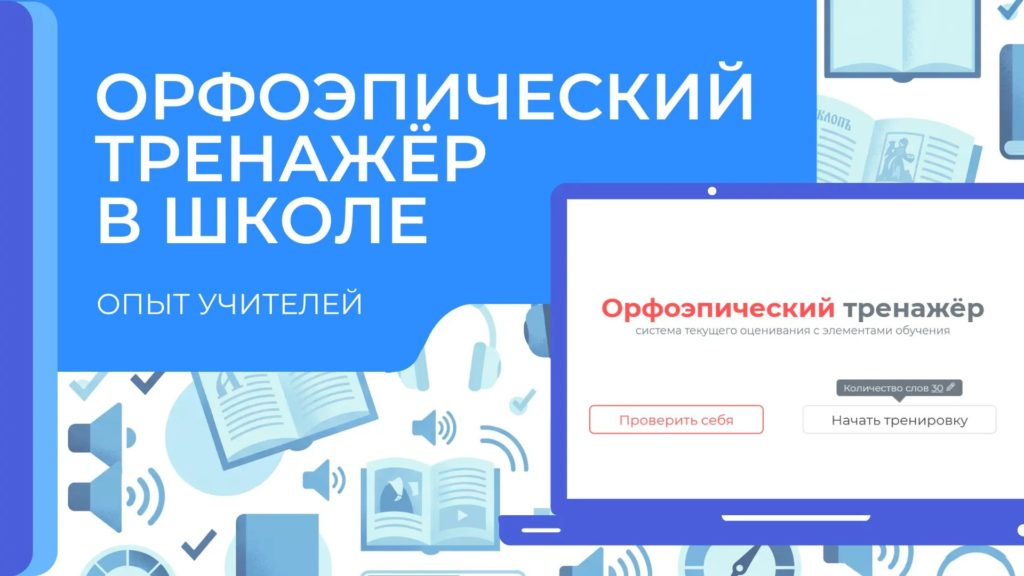 ОРФОЭПИЧЕСКИЙ
ТРЕНАЖЁР
В ШКОЛЕ
ОПЫТ УЧИТЕЛЕЙ
КЛОПЪ
Орфоэпический тренажёр
система текущего оценивания с элементами обучения
Количество слов 30
Проверить себя
Начать тренировку